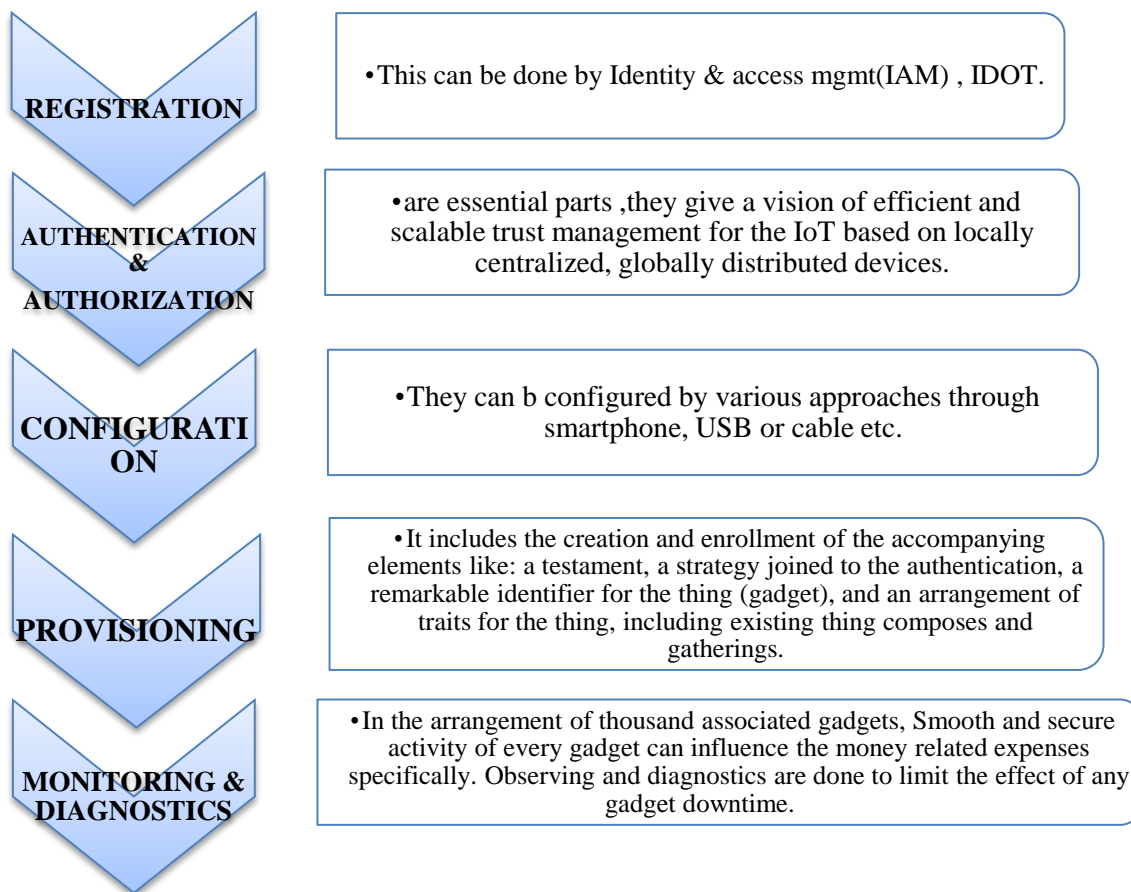 REGISTRATION
•This can be done by Identity & access mgmt(IAM) , IDOT.
AUTHENTICATION
&
AUTHORIZATION
•are essential parts ,they give a vision of efficient and
scalable trust management for the IoT based on locally
centralized, globally distributed devices.
CONFIGURATI
ON
•They can b configured by various approaches through
smartphone, USB or cable etc.
PROVISIONING
•It includes the creation and enrollment of the accompanying
elements like: a testament, a strategy joined to the authentication, a
remarkable identifier for the thing (gadget), and an arrangement of
traits for the thing, including existing thing composes and
gatherings.
MONITORING &
DIAGNOSTICS
•In the arrangement of thousand associated gadgets, Smooth and secure
activity of every gadget can influence the money related expenses
specifically. Observing and diagnostics are done to limit the effect of any
gadget downtime.